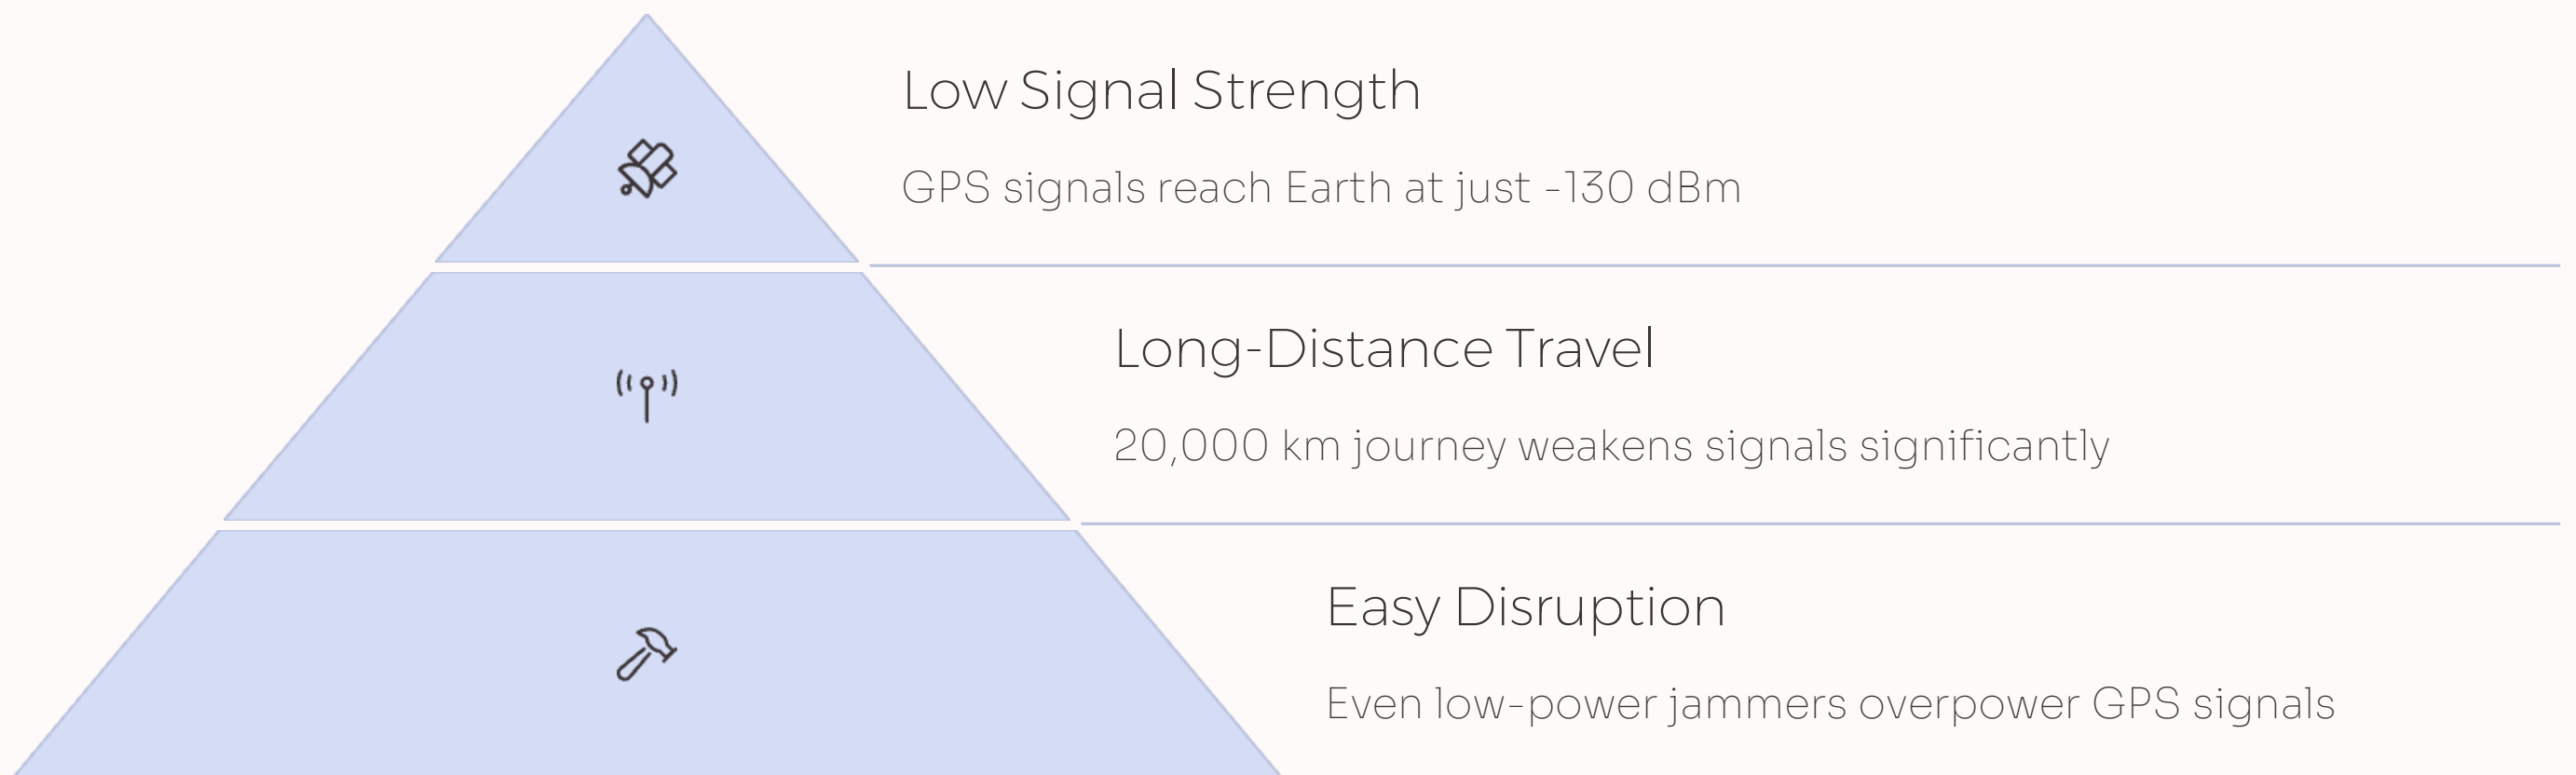 Low Signal Strength
GPS signals reach Earth at just -130 dBm
Long-Distance Travel
20,000 km journey weakens signals significantly
Easy Disruption
Even low-power jammers overpower GPS signals